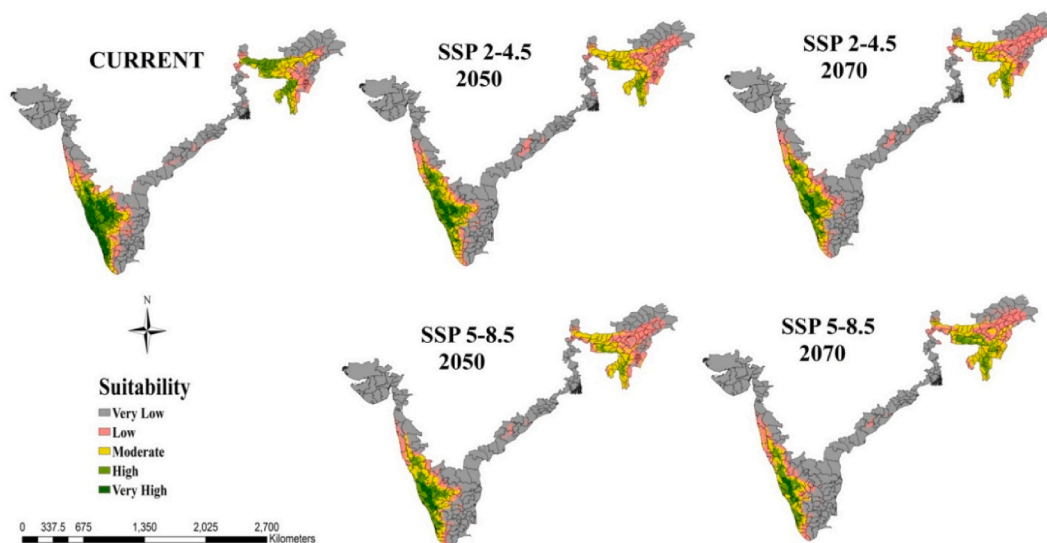 CURRENT
SSP 2-4.5
2050
SSP 2-4.5
2070
N
SSP 5-8.5
2050
SSP 5-8.5
2070
Suitability
Very Low
Low
Moderate
High
Very High
0 337.5 675 1,350 2,025 2,700
Kilometers